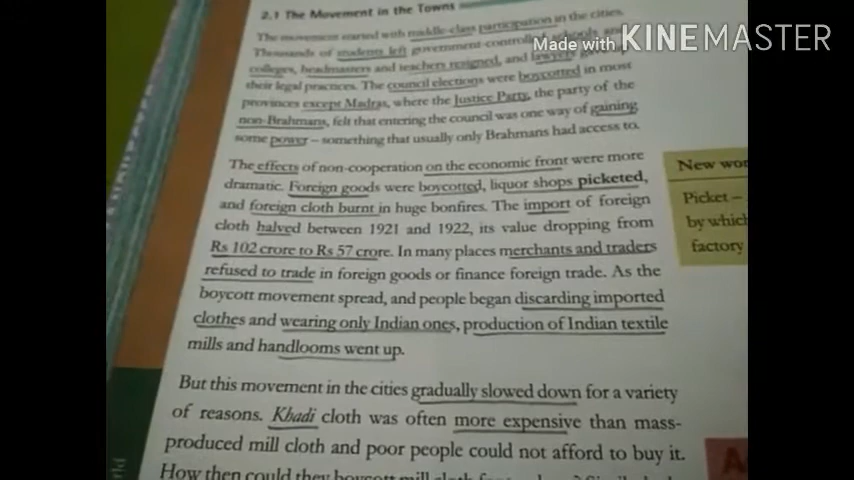 2.1 The Movement in the Towns
The movement started with middle-class participation in the cities.
Thousands of students left government-controlled schools and
colleges, headmasters and teachers resigned, and lawyers
their legal practices. The council elections were boycotted in most
provinces except Madras, where the Justice Party, the party of the
non-Brahmans, felt that entering the council was one way of gaining
some power – something that usually only Brahmans had access to.
The effects of non-cooperation on the economic front were more
dramatic. Foreign goods were boycotted, liquor shops picketed,
and foreign cloth burnt in huge bonfires. The import of foreign
cloth halved between 1921 and 1922, its value dropping from
Rs 102 crore to Rs 57 crore. In many places merchants and traders
refused to trade in foreign goods or finance foreign trade. As the
boycott movement spread, and people began discarding imported
clothes and wearing only Indian ones, production of Indian textile
mills and handlooms went up.
But this movement in the cities gradually slowed down for a variety
of reasons. Khadi cloth was often more expensive than mass-
produced mill cloth and poor people could not afford to buy it.
How then could they boycott mill cloth
New wor
Picket –
by which
factory
A
rld
Made with KINEMASTER